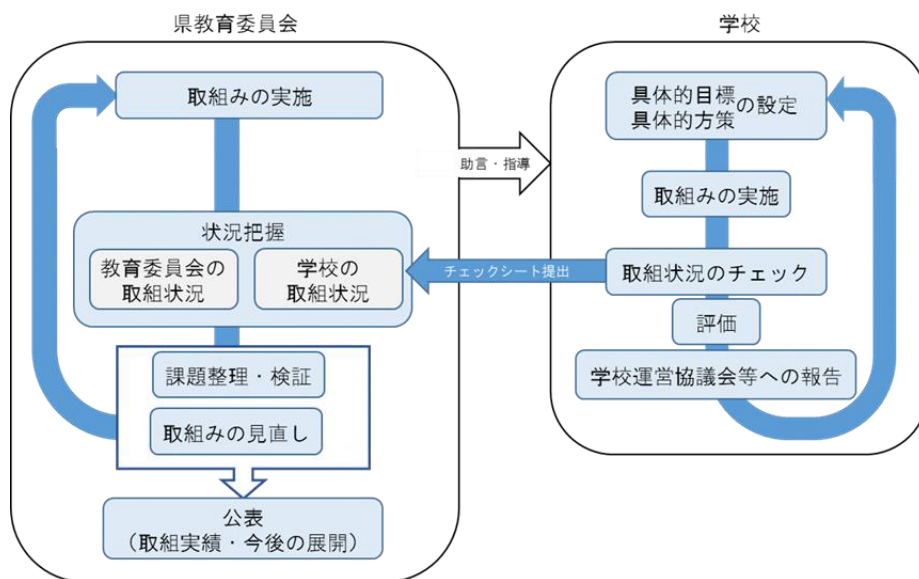 県教育委員会
取組みの実施
状況把握
教育委員会の
取組状況
学校の
取組状況
課題整理・検証
取組みの見直し
公表
(取組実績・今後の展開)
助言・指導
チェックシート提出
学校
具体的目標
具体的方策
の設定
取組みの実施
取組状況のチェック
評価
学校運営協議会等への報告